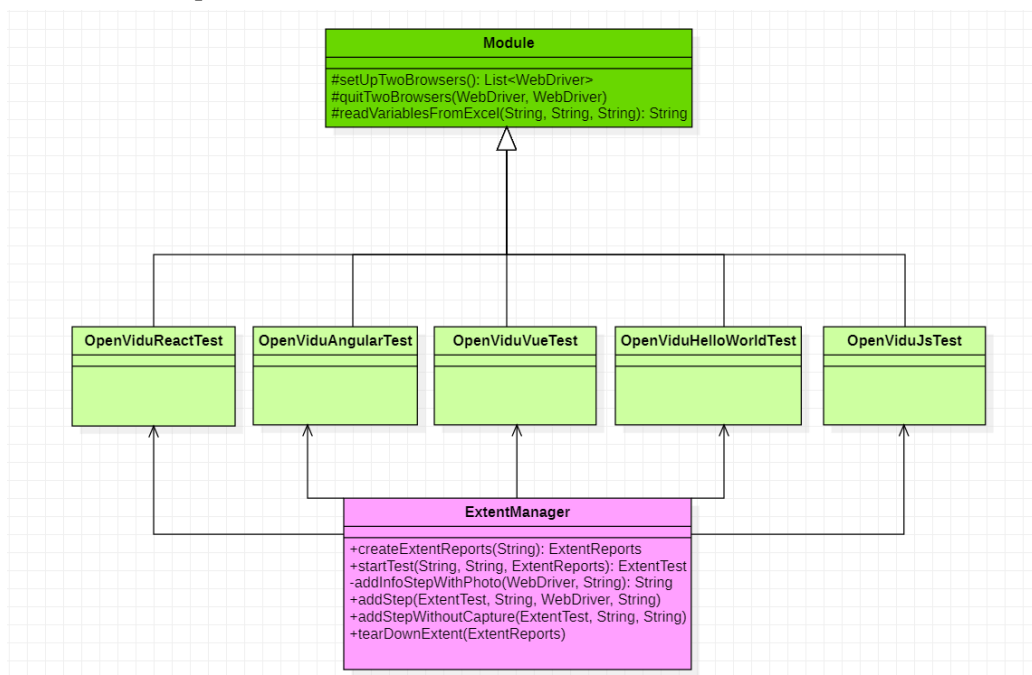 Module
#setUpTwoBrowsers(): List<WebDriver>
#quitTwoBrowsers(WebDriver, WebDriver)
#readVariablesFromExcel(String, String, String): String
OpenViduReactTest
OpenViduAngularTest
OpenViduVueTest
OpenViduHelloWorldTest
OpenViduJsTest
ExtentManager
+createExtentReports(String): ExtentReports
+startTest(String, String, ExtentReports): ExtentTest
-addInfoStepWithPhoto(WebDriver, String): String
+addStep(ExtentTest, String, WebDriver, String)
+addStepWithoutCapture(ExtentTest, String, String)
+tearDownExtent(ExtentReports)